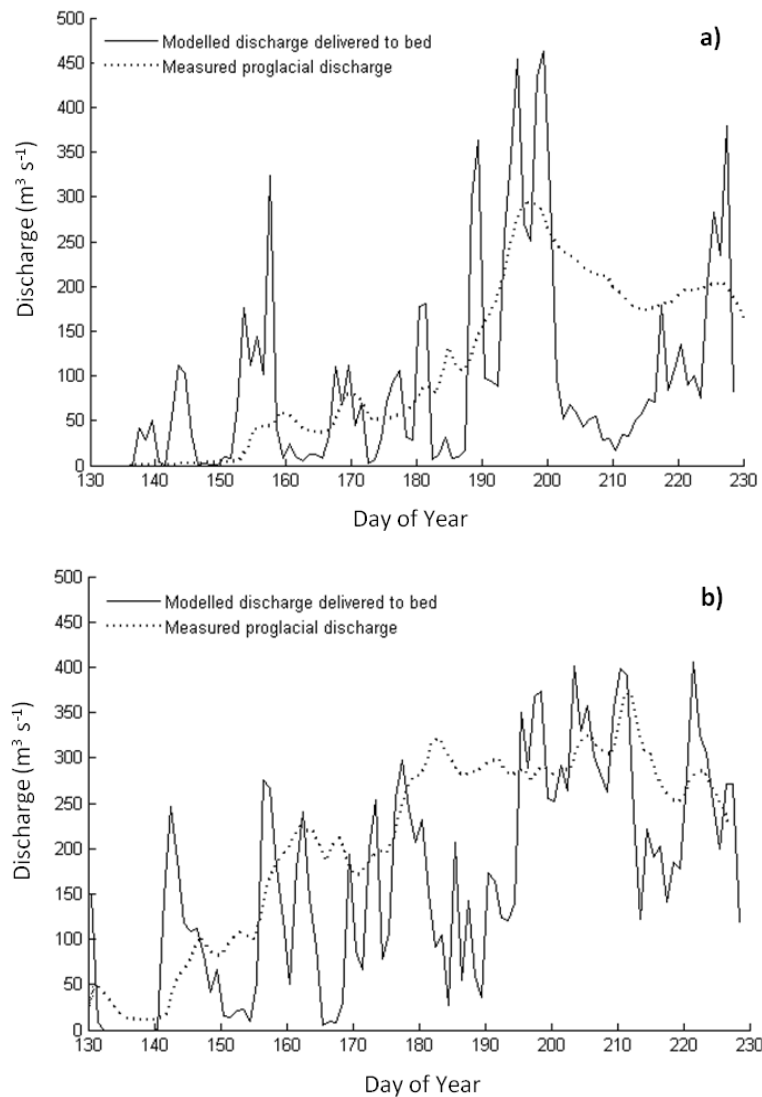 a)
Modelled discharge delivered to bed
Measured proglacial discharge
Discharge (m³ s⁻¹)
500
450
400
350
300
250
200
150
100
50
0
130 140 150 160 170 180 190 200 210 220 230
Day of Year
b)
Modelled discharge delivered to bed
Measured proglacial discharge
Discharge (m³ s⁻¹)
500
450
400
350
300
250
200
150
100
50
0
130 140 150 160 170 180 190 200 210 220 230
Day of Year